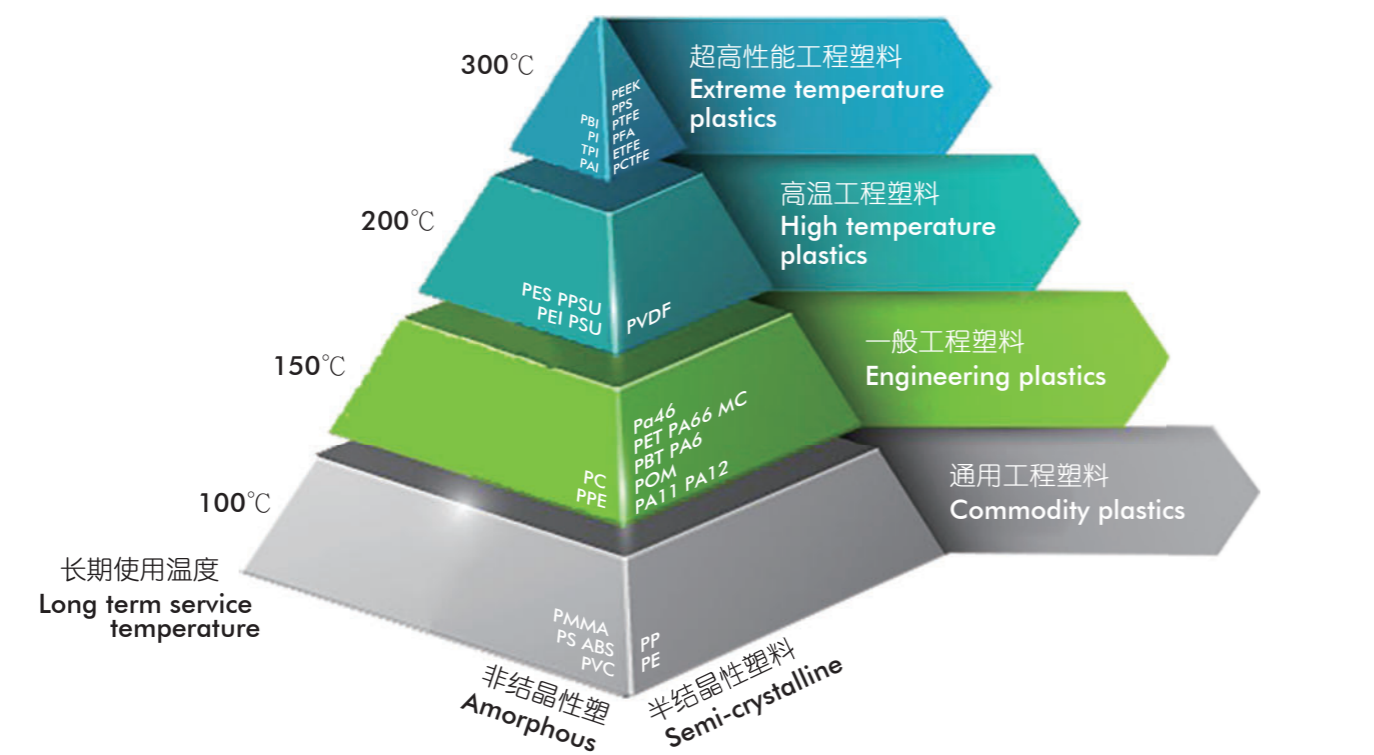 300℃
超高性能工程塑料
Extreme temperature
plastics
PBI
PI
TPI
PAI
PEEK
PPS
PTFE
PFA
ETFE
PCTFE
200℃
高温工程塑料
High temperature
plastics
PES PPSU
PEI PSU
PVDF
150℃
一般工程塑料
Engineering plastics
PC
PPE
Pa46
PET PA66 MC
PBT PA6
POM
PA11 PA12
100℃
通用工程塑料
Commodity plastics
PMMA
PS ABS
PVC
PP
PE
长期使用温度
Long term service
temperature
非结晶性塑
Amorphous
半结晶性塑料
Semi-crystalline